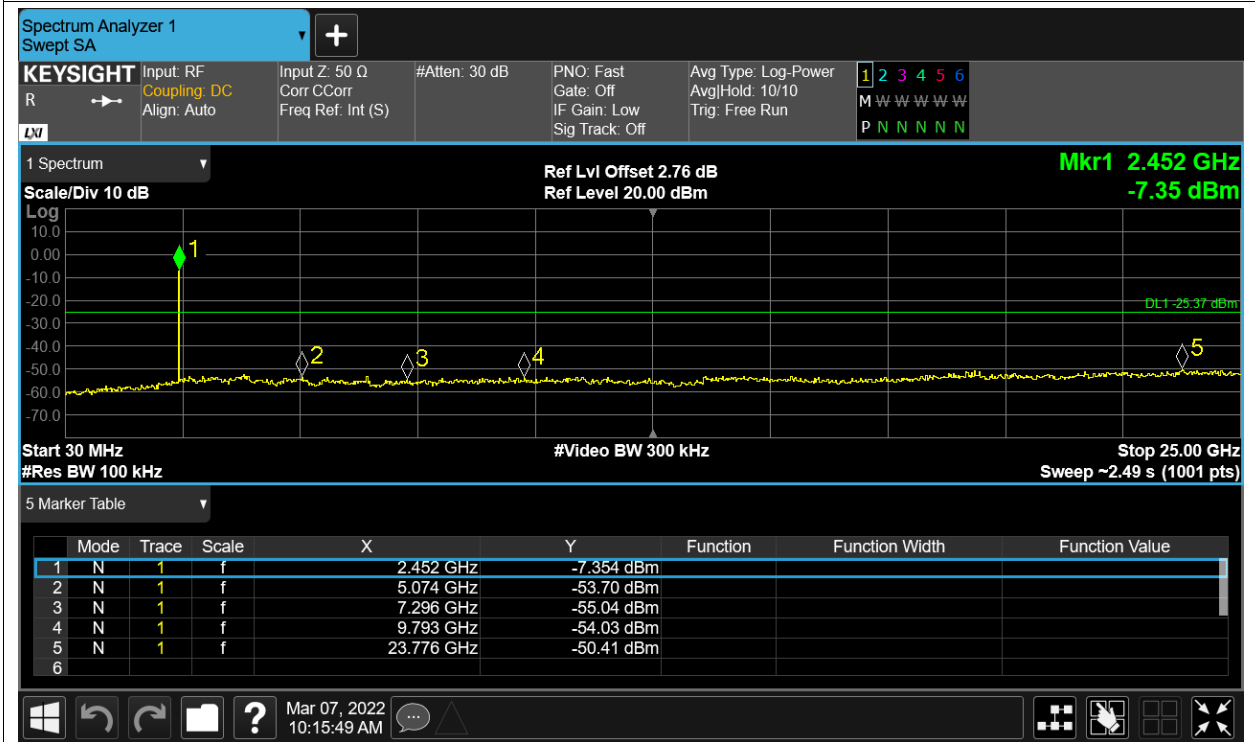 Spectrum Analyzer 1
Swept SA
+
KEYSIGHT
R
LXI
Input: RF
Coupling: DC
Align: Auto
Input Z: 50 Ω
Corr CCorr
Freq Ref: Int (S)
#Atten: 30 dB
PNO: Fast
Gate: Off
IF Gain: Low
Sig Track: Off
Avg Type: Log-Power
Avg|Hold: 10/10
Trig: Free Run
1 2 3 4 5 6
M W W W W W
P N N N N N
1 Spectrum
Scale/Div 10 dB
Ref Lvl Offset 2.76 dB
Ref Level 20.00 dBm
Mkr1 2.452 GHz
-7.35 dBm
Log
10.0
0.00
-10.0
-20.0
-30.0
-40.0
-50.0
-60.0
-70.0
1
2
3
4
5
DL1 -25.37 dBm
Start 30 MHz
#Video BW 300 kHz
Stop 25.00 GHz
#Res BW 100 kHz
Sweep ~2.49 s (1001 pts)
5 Marker Table
Mode Trace Scale X Y Function Function Width Function Value
1 N 1 f 2.452 GHz -7.354 dBm
2 N 1 f 5.074 GHz -53.70 dBm
3 N 1 f 7.296 GHz -55.04 dBm
4 N 1 f 9.793 GHz -54.03 dBm
5 N 1 f 23.776 GHz -50.41 dBm
6
?
Mar 07, 2022
10:15:49 AM